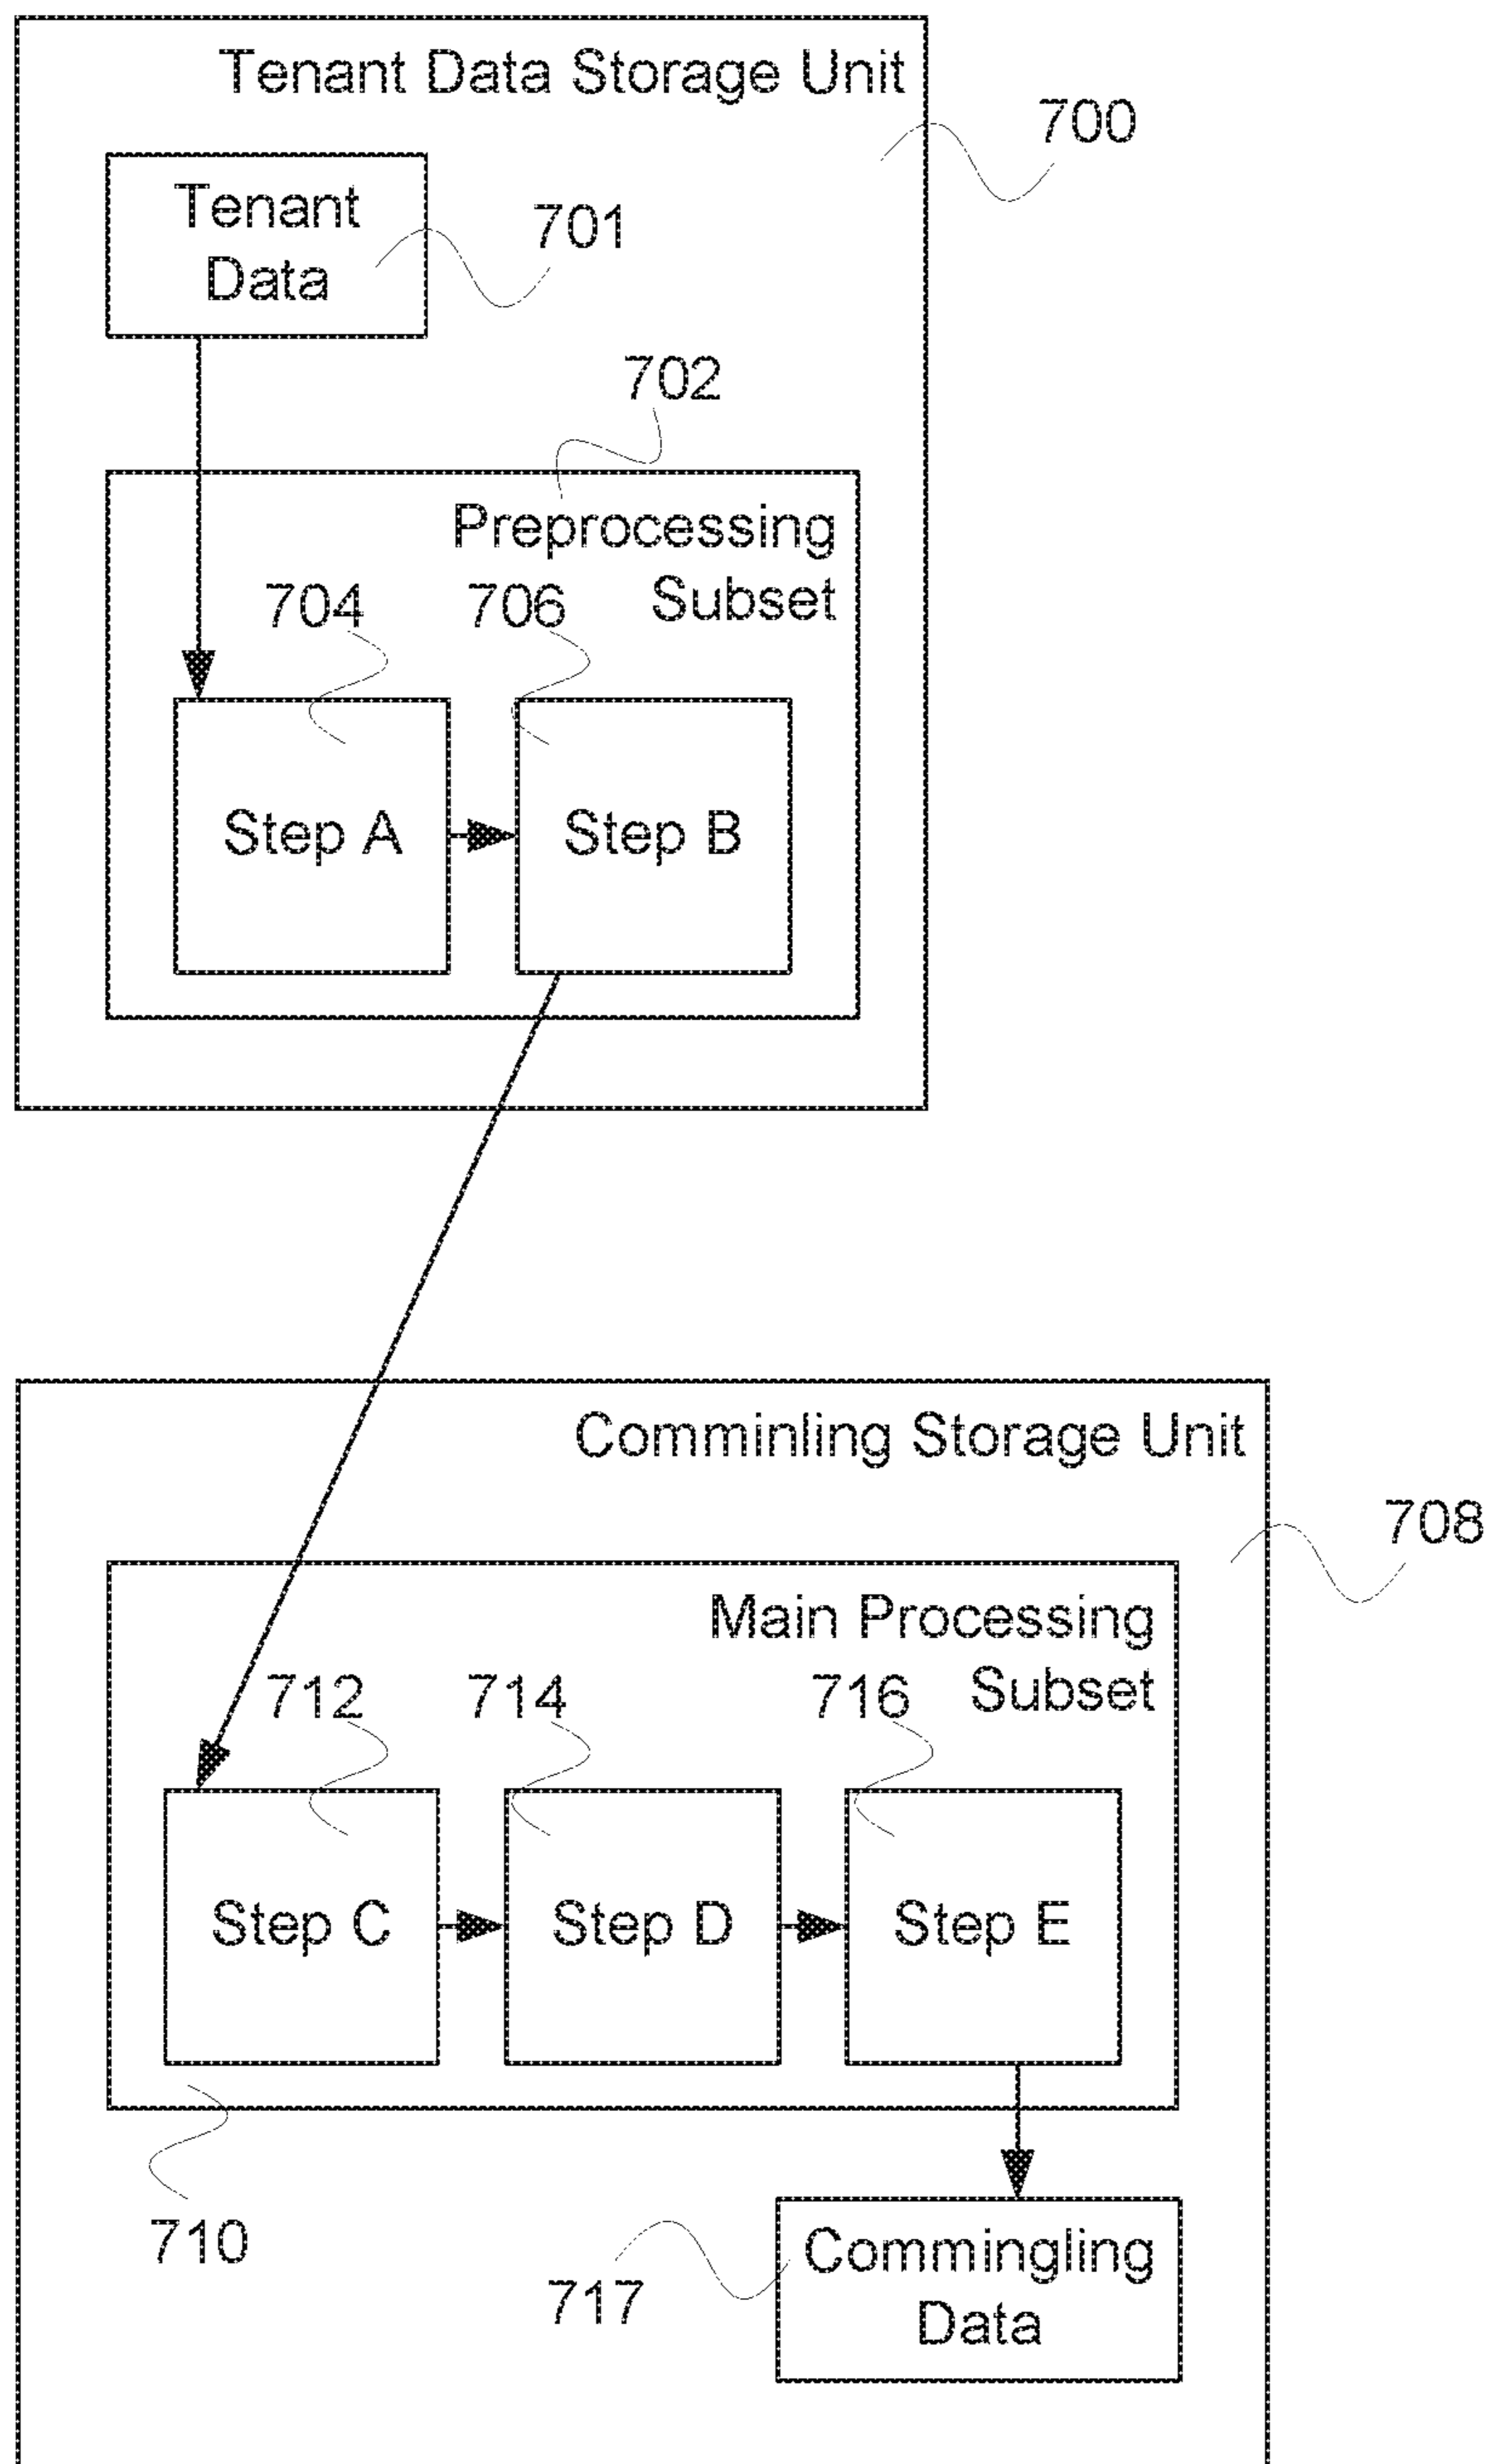 Tenant Data Storage Unit
700
Tenant
Data
701
702
Preprocessing
Subset
704
706
Step A
Step B
Comminling Storage Unit
708
Main Processing
Subset
712
714
716
Step C
Step D
Step E
710
717
Commingling
Data